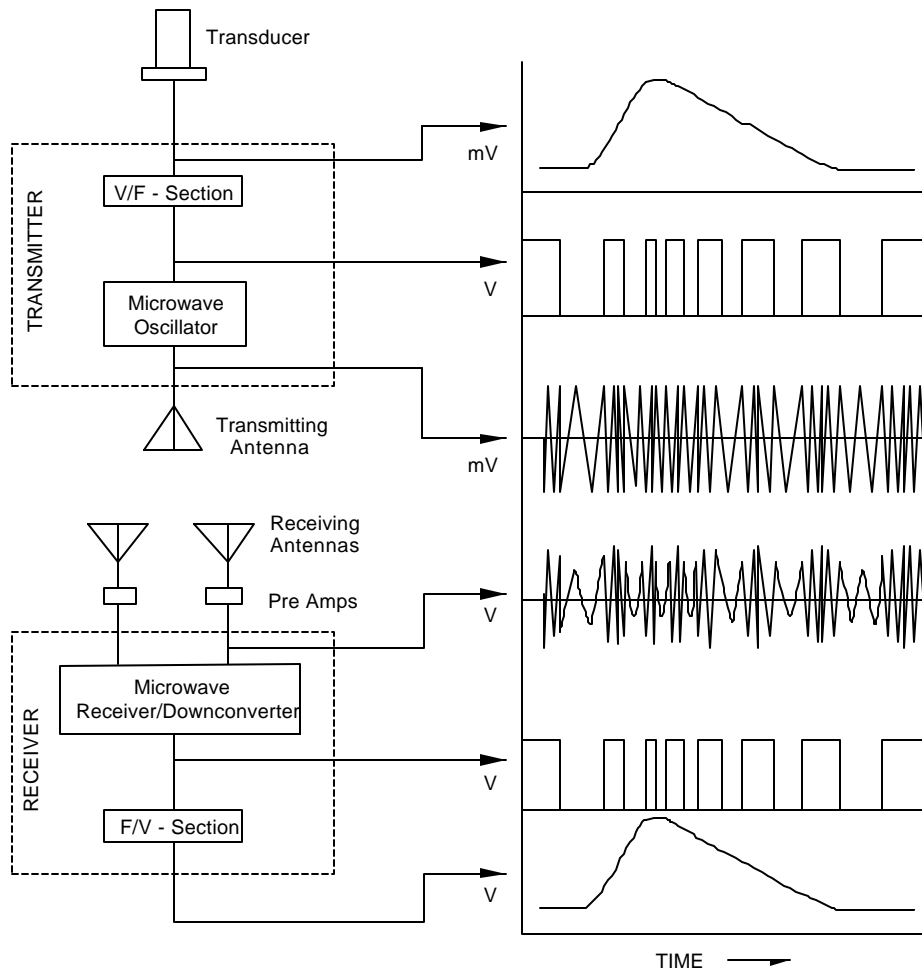 Transducer
mV
V/F - Section
TRANSMITTER
V
Microwave
Oscillator
Transmitting
Antenna
mV
Receiving
Antennas
Pre Amps
V
RECEIVER
Microwave
Receiver/Downconverter
V
F/V - Section
V
TIME